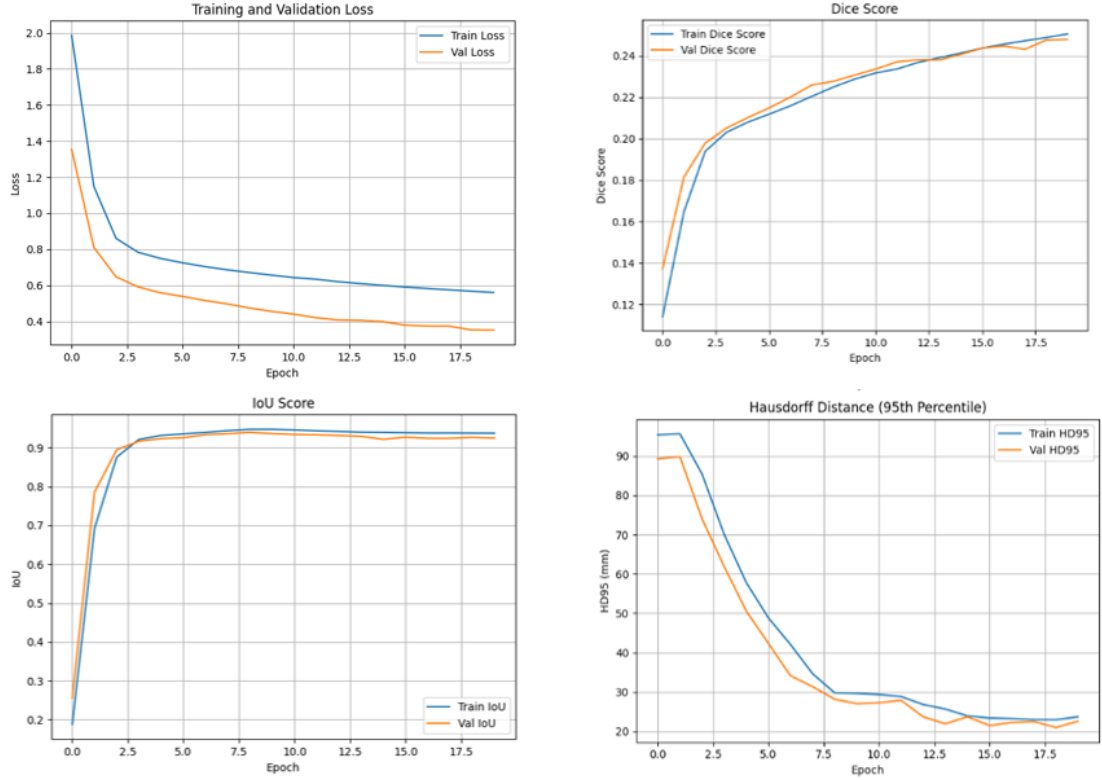 Training and Validation Loss
Train Loss
Val Loss
2.0
1.8
1.6
1.4
1.2
1.0
0.8
0.6
0.4
Loss
0.0 2.5 5.0 7.5 10.0 12.5 15.0 17.5
Epoch
Dice Score
Train Dice Score
Val Dice Score
0.24
0.22
0.20
0.18
0.16
0.14
0.12
Dice Score
0.0 2.5 5.0 7.5 10.0 12.5 15.0 17.5
Epoch
IoU Score
0.9
0.8
0.7
0.6
0.5
0.4
0.3
0.2
IoU
Train IoU
Val IoU
0.0 2.5 5.0 7.5 10.0 12.5 15.0 17.5
Epoch
Hausdorff Distance (95th Percentile)
Train HD95
Val HD95
90
80
70
60
50
40
30
20
HD95 (mm)
0.0 2.5 5.0 7.5 10.0 12.5 15.0 17.5
Epoch